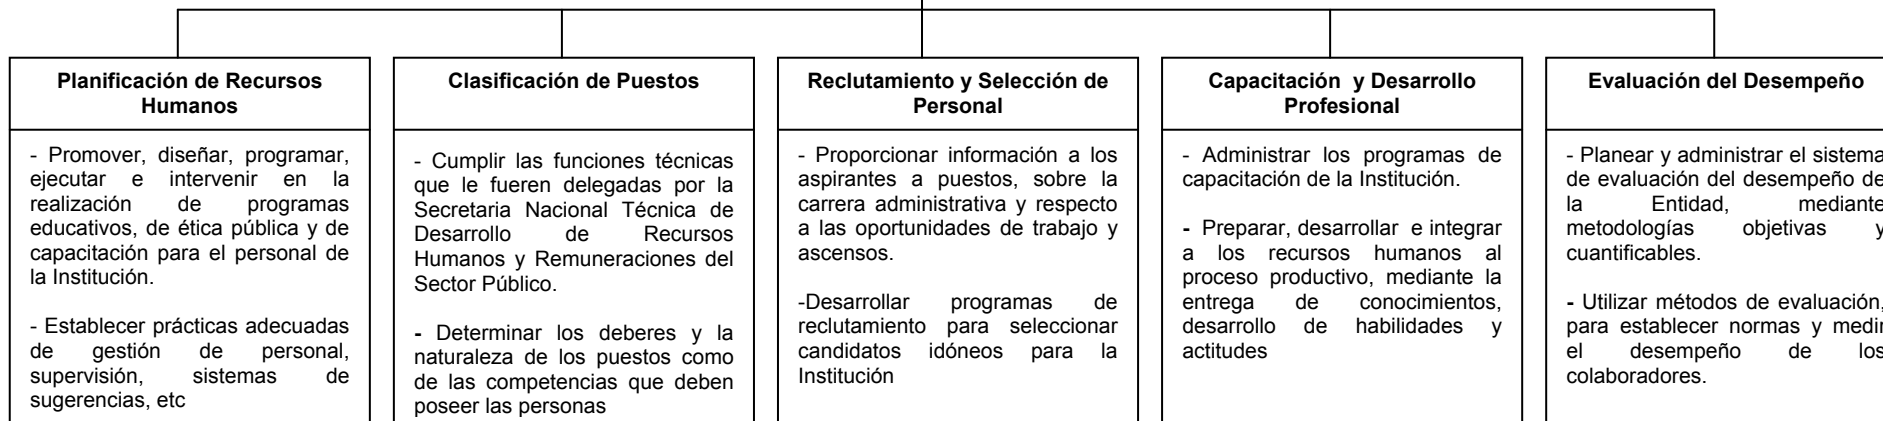 Planificación de Recursos
Humanos
- Promover, diseñar, programar,
ejecutar e intervenir en la
realización de programas
educativos, de ética pública y de
capacitación para el personal de
la Institución.
- Establecer prácticas adecuadas
de gestión de personal,
supervisión, sistemas de
sugerencias, etc
Clasificación de Puestos
- Cumplir las funciones técnicas
que le fueren delegadas por la
Secretaria Nacional Técnica de
Desarrollo de Recursos
Humanos y Remuneraciones del
Sector Público.
- Determinar los deberes y la
naturaleza de los puestos como
de las competencias que deben
poseer las personas
Reclutamiento y Selección de
Personal
- Proporcionar información a los
aspirantes a puestos, sobre la
carrera administrativa y respecto
a las oportunidades de trabajo y
ascensos.
-Desarrollar programas de
reclutamiento para seleccionar
candidatos idóneos para la
Institución
Capacitación y Desarrollo
Profesional
- Administrar los programas de
capacitación de la Institución.
- Preparar, desarrollar e integrar
a los recursos humanos al
proceso productivo, mediante la
entrega de conocimientos,
desarrollo de habilidades y
actitudes
Evaluación del Desempeño
- Planear y administrar el sistema
de evaluación del desempeño de
la Entidad, mediante
metodologías objetivas y
cuantificables.
- Utilizar métodos de evaluación,
para establecer normas y medir
el desempeño de los
colaboradores.